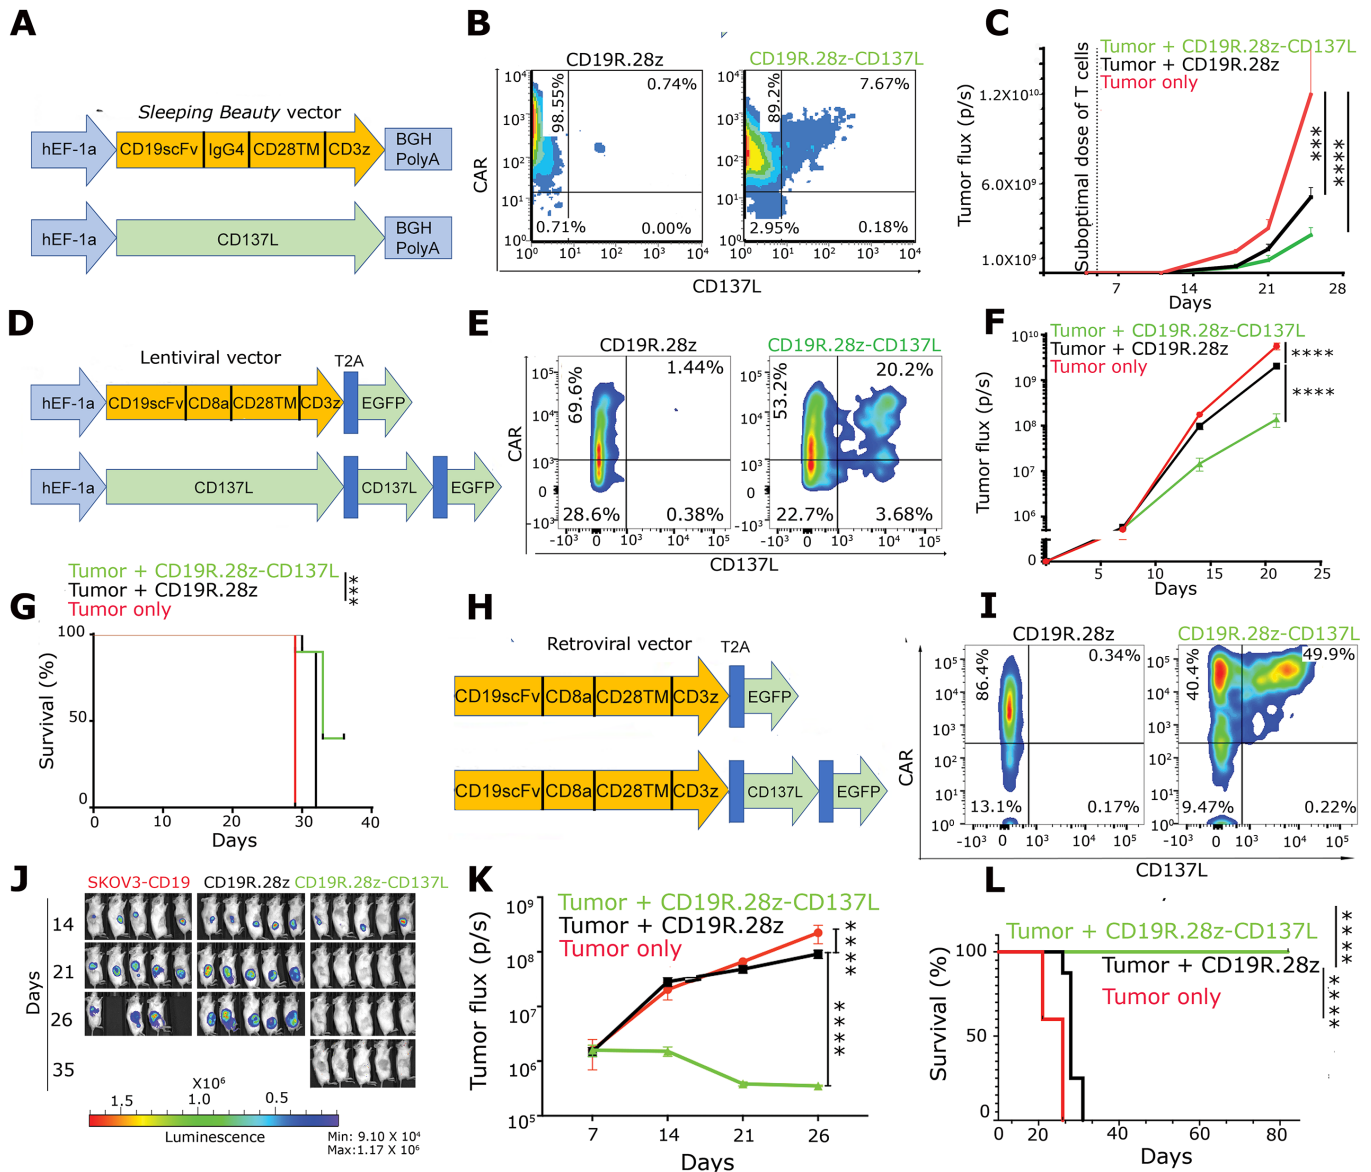 A
Sleeping Beauty vector
hEF-1a
CD19scFv
IgG4
CD28TM
CD3z
BGH
PolyA
hEF-1a
CD137L
BGH
PolyA
B
CD19R.28z
CD19R.28z-CD137L
10⁴
10³
10²
10¹
10⁰
98.55%
0.74%
0.71%
0.00%
10⁰
10¹
10²
10³
10⁴
10⁴
10³
10²
10¹
10⁰
89.2%
7.67%
2.95%
0.18%
10⁰
10¹
10²
10³
10⁴
CAR
CD137L
C
Tumor + CD19R.28z-CD137L
Tumor + CD19R.28z
Tumor only
Suboptimal dose of T cells
Tumor flux (p/s)
1.2X10¹⁰
6.0X10⁹
1.0X10⁹
7
14
21
28
Days
***
****
D
Lentiviral vector
T2A
hEF-1a
CD19scFv
CD8a
CD28TM
CD3z
EGFP
hEF-1a
CD137L
CD137L
EGFP
E
CD19R.28z
CD19R.28z-CD137L
10⁵
10⁴
10³
0
-10³
69.6%
1.44%
28.6%
0.38%
-10³
0
10³
10⁴
10⁵
10⁵
10⁴
10³
0
-10³
53.2%
20.2%
22.7%
3.68%
-10³
0
10³
10⁴
10⁵
CAR
CD137L
F
Tumor + CD19R.28z-CD137L
Tumor + CD19R.28z
Tumor only
Tumor flux (p/s)
10¹⁰
10⁹
10⁸
10⁷
10⁶
0
5
10
15
20
25
Days
****
****
G
Tumor + CD19R.28z-CD137L
Tumor + CD19R.28z
Tumor only
***
Survival (%)
100
50
0
0
10
20
30
40
Days
H
Retroviral vector
T2A
CD19scFv
CD8a
CD28TM
CD3z
EGFP
CD19scFv
CD8a
CD28TM
CD3z
CD137L
EGFP
I
CD19R.28z
CD19R.28z-CD137L
10⁵
10⁴
10³
10²
10¹
10⁰
86.4%
0.34%
13.1%
0.17%
-10³
0
10³
10⁴
10⁵
10⁵
10⁴
10³
10²
10¹
10⁰
40.4%
49.9%
9.47%
0.22%
-10³
0
10³
10⁴
10⁵
CAR
CD137L
J
SKOV3-CD19
CD19R.28z
CD19R.28z-CD137L
Days
14
21
26
35
X10⁶
1.5
1.0
0.5
Luminescence
Min: 9.10 X 10⁴
Max:1.17 X 10⁶
K
Tumor + CD19R.28z-CD137L
Tumor + CD19R.28z
Tumor only
Tumor flux (p/s)
10⁹
10⁸
10⁷
10⁶
10⁵
7
14
21
26
Days
****
****
L
Tumor + CD19R.28z-CD137L
Tumor + CD19R.28z
Tumor only
****
****
Survival (%)
100
50
0
0
20
40
60
80
Days